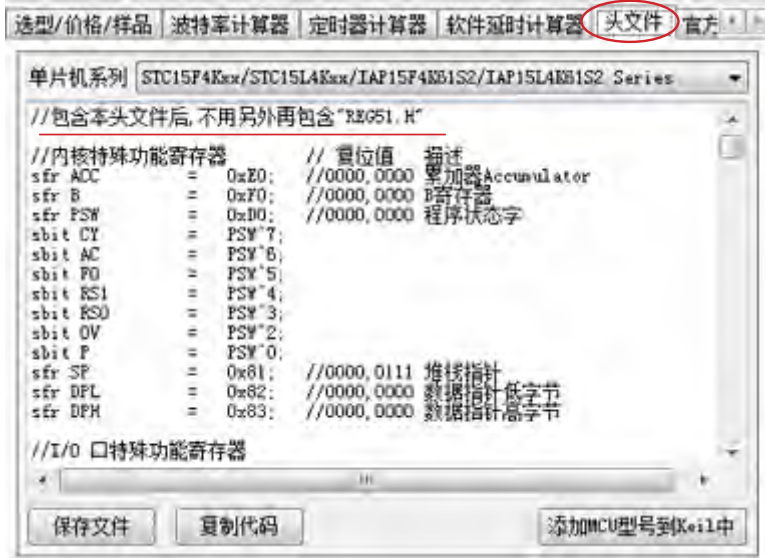 选型/价格/样品 波特率计算器 定时器计算器 软件延时计算器 头文件 官方
单片机系列 STC15F4Kxx/STC15L4Kxx/IAP15F4K61S2/IAP15L4K61S2 Series
//包含本头文件后,不用另外再包含"REG51.H"
//内核特殊功能寄存器 // 复位值 描述
sfr ACC = 0xE0; //0000,0000 累加器Accumulator
sfr B = 0xF0; //0000,0000 B寄存器
sfr PSW = 0xD0; //0000,0000 程序状态字
sbit CY = PSW^7;
sbit AC = PSW^6;
sbit F0 = PSW^5;
sbit RS1 = PSW^4;
sbit RS0 = PSW^3;
sbit OV = PSW^2;
sbit P = PSW^0;
sfr SP = 0x81; //0000,0111 堆栈指针
sfr DPL = 0x82; //0000,0000 数据指针低字节
sfr DPH = 0x83; //0000,0000 数据指针高字节
//I/O 口特殊功能寄存器
保存文件 复制代码 添加MCU型号到Keil中